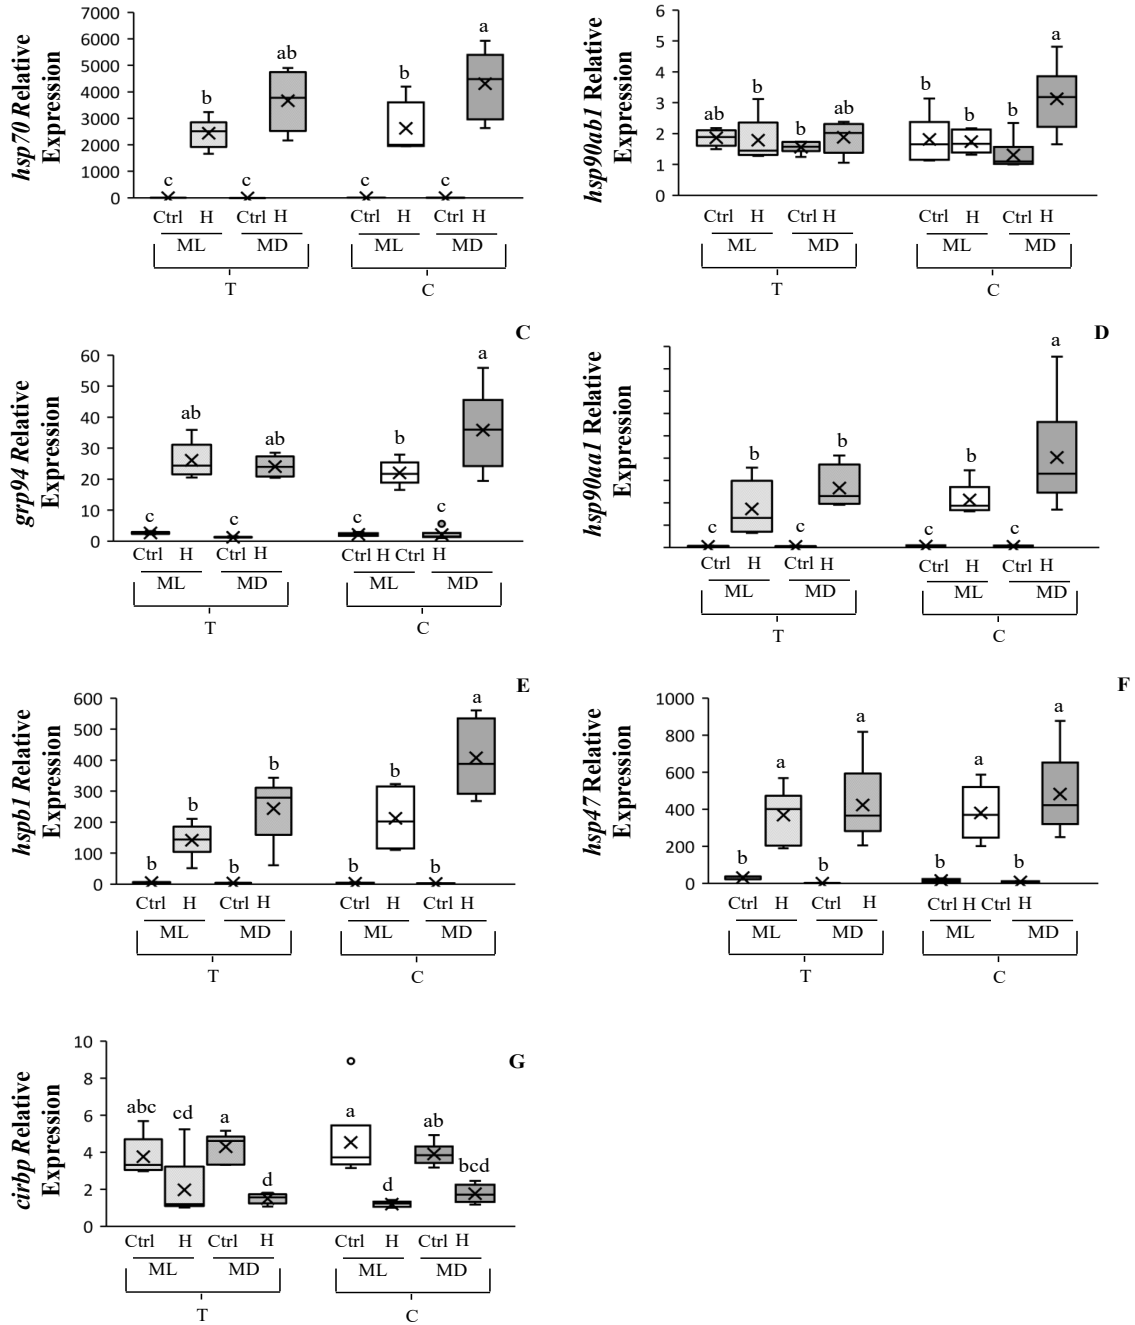 hsp70 Relative
Expression
7000
6000
5000
4000
3000
2000
1000
0
c
b
c
ab
c
b
c
a
Ctrl H Ctrl H Ctrl H Ctrl H
ML MD ML MD
T C
hsp90ab1 Relative
Expression
6
5
4
3
2
1
0
ab
b
b
ab
b
b
b
a
Ctrl H Ctrl H Ctrl H Ctrl H
ML MD ML MD
T C
C
grp94 Relative
Expression
60
50
40
30
20
10
0
c
ab
c
ab
c
b
c
a
Ctrl H Ctrl H Ctrl H Ctrl H
ML MD ML MD
T C
D
hsp90aa1 Relative
Expression
c
b
c
b
c
b
c
a
Ctrl H Ctrl H Ctrl H Ctrl H
ML MD ML MD
T C
E
hspb1 Relative
Expression
600
500
400
300
200
100
0
b
b
b
b
b
b
b
a
Ctrl H Ctrl H Ctrl H Ctrl H
ML MD ML MD
T C
F
hsp47 Relative
Expression
1000
800
600
400
200
0
b
a
b
a
b
a
b
a
Ctrl H Ctrl H Ctrl H Ctrl H
ML MD ML MD
T C
G
cirbp Relative
Expression
10
8
6
4
2
0
abc
cd
a
d
a
d
ab
bcd
Ctrl H Ctrl H Ctrl H Ctrl H
ML MD ML MD
T C